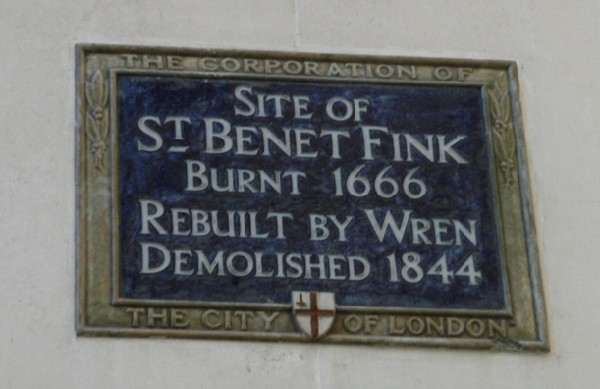 THE CORPORATION OF
SITE OF
ST BENET FINK
BURNT 1666
REBUILT BY WREN
DEMOLISHED 1844
THE CITY OF LONDON